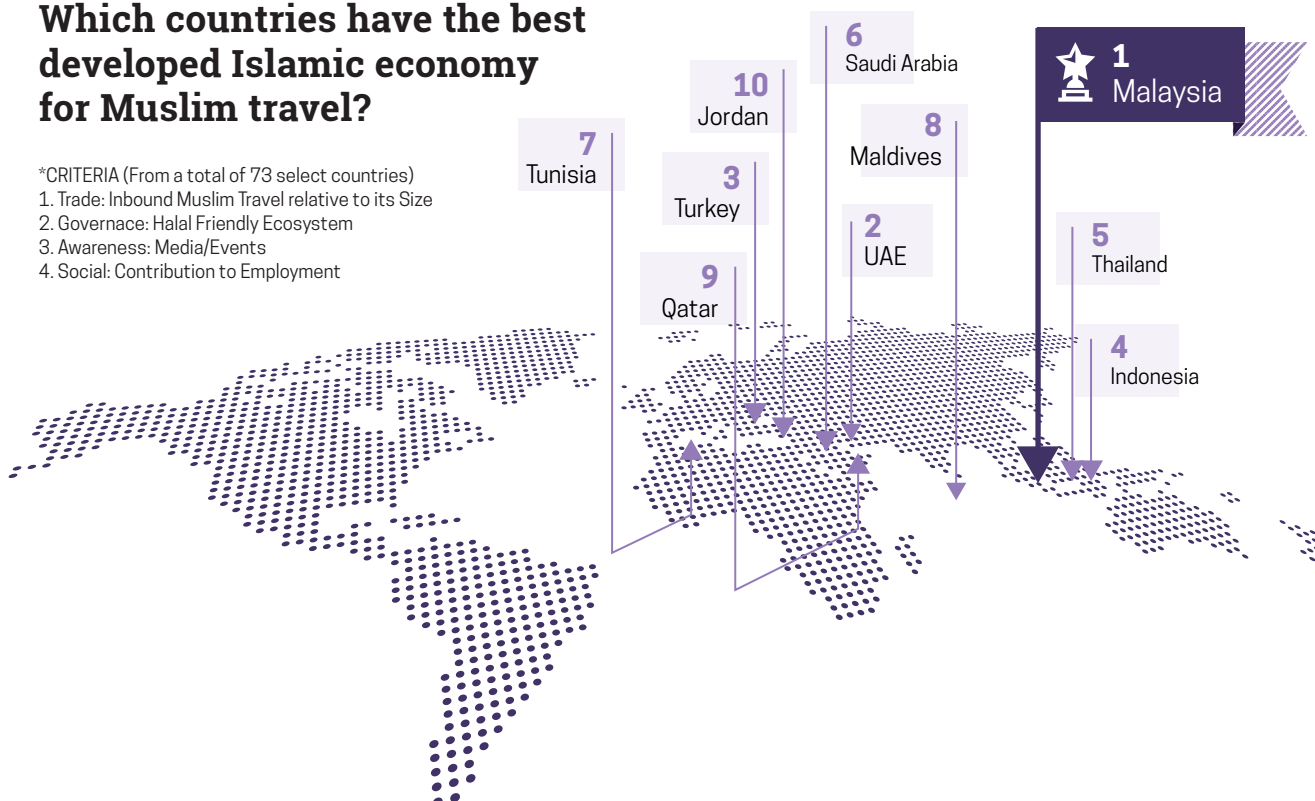 Which countries have the best
developed Islamic economy
for Muslim travel?
*CRITERIA (From a total of 73 select countries)
1. Trade: Inbound Muslim Travel relative to its Size
2. Governace: Halal Friendly Ecosystem
3. Awareness: Media/Events
4. Social: Contribution to Employment
7
Tunisia
10
Jordan
3
Turkey
9
Qatar
6
Saudi Arabia
8
Maldives
2
UAE
1
Malaysia
5
Thailand
4
Indonesia